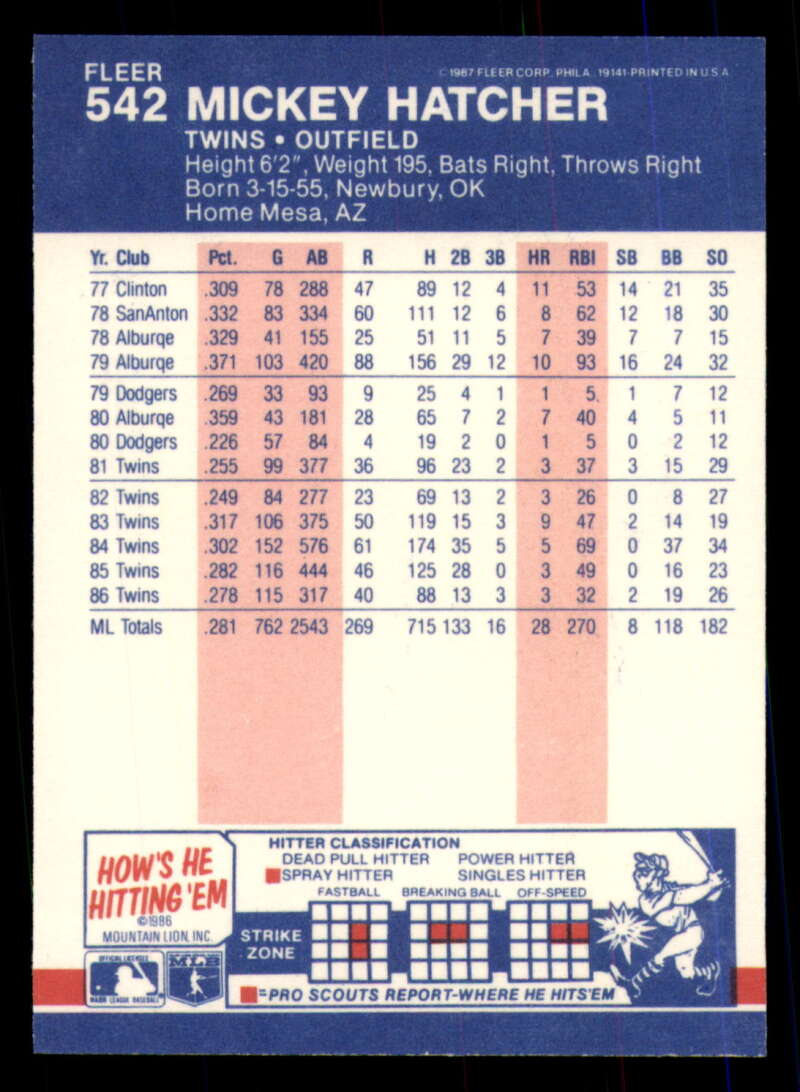 FLEER
© 1987 FLEER CORP. PHILA. 19141-PRINTED IN U.S.A
542 MICKEY HATCHER
TWINS • OUTFIELD
Height 6'2", Weight 195, Bats Right, Throws Right
Born 3-15-55, Newbury, OK
Home Mesa, AZ
Yr. Club Pct. G AB R H 2B 3B HR RBI SB BB SO
77 Clinton .309 78 288 47 89 12 4 11 53 14 21 35
78 SanAnton .332 83 334 60 111 12 6 8 62 12 18 30
78 Alburqe .329 41 155 25 51 11 5 7 39 7 7 15
79 Alburqe .371 103 420 88 156 29 12 10 93 16 24 32
79 Dodgers .269 33 93 9 25 4 1 1 5 1 7 12
80 Alburqe .359 43 181 28 65 7 2 7 40 4 5 11
80 Dodgers .226 57 84 4 19 2 0 1 5 0 2 12
81 Twins .255 99 377 36 96 23 2 3 37 3 15 29
82 Twins .249 84 277 23 69 13 2 3 26 0 8 27
83 Twins .317 106 375 50 119 15 3 9 47 2 14 19
84 Twins .302 152 576 61 174 35 5 5 69 0 37 34
85 Twins .282 116 444 46 125 28 0 3 49 0 16 23
86 Twins .278 115 317 40 88 13 3 3 32 2 19 26
ML Totals .281 762 2543 269 715 133 16 28 270 8 118 182
HOW'S HE
HITTING 'EM
©1986
MOUNTAIN LION, INC.
HITTER CLASSIFICATION
DEAD PULL HITTER POWER HITTER
SPRAY HITTER SINGLES HITTER
FASTBALL BREAKING BALL OFF-SPEED
STRIKE
ZONE
=PRO SCOUTS REPORT-WHERE HE HITS'EM
OFFICIAL LICENSEE
MAJOR LEAGUE BASEBALL
MLB